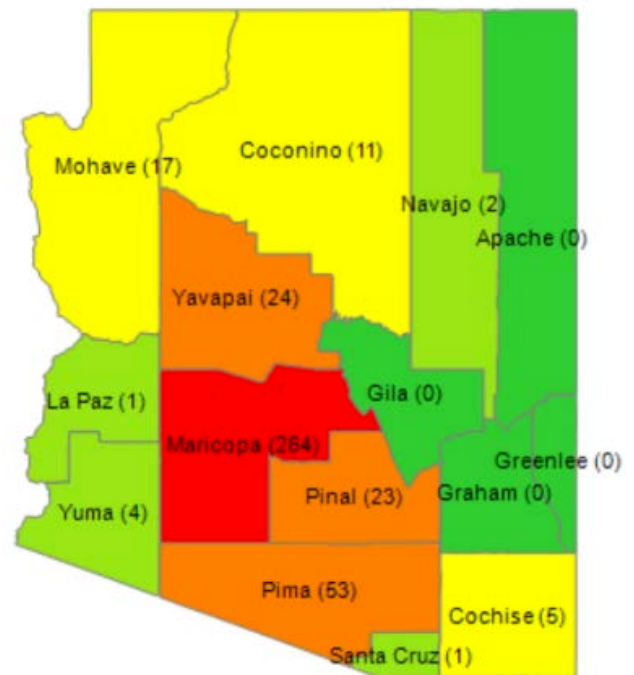 Coconino (11)
Mohave (17)
Navajo (2)
Apache (0)
Yavapai (24)
Gila (0)
La Paz (1)
Maricopa (264)
Greenlee (0)
Graham (0)
Pinal (23)
Yuma (4)
Pima (53)
Cochise (5)
Santa Cruz (1)